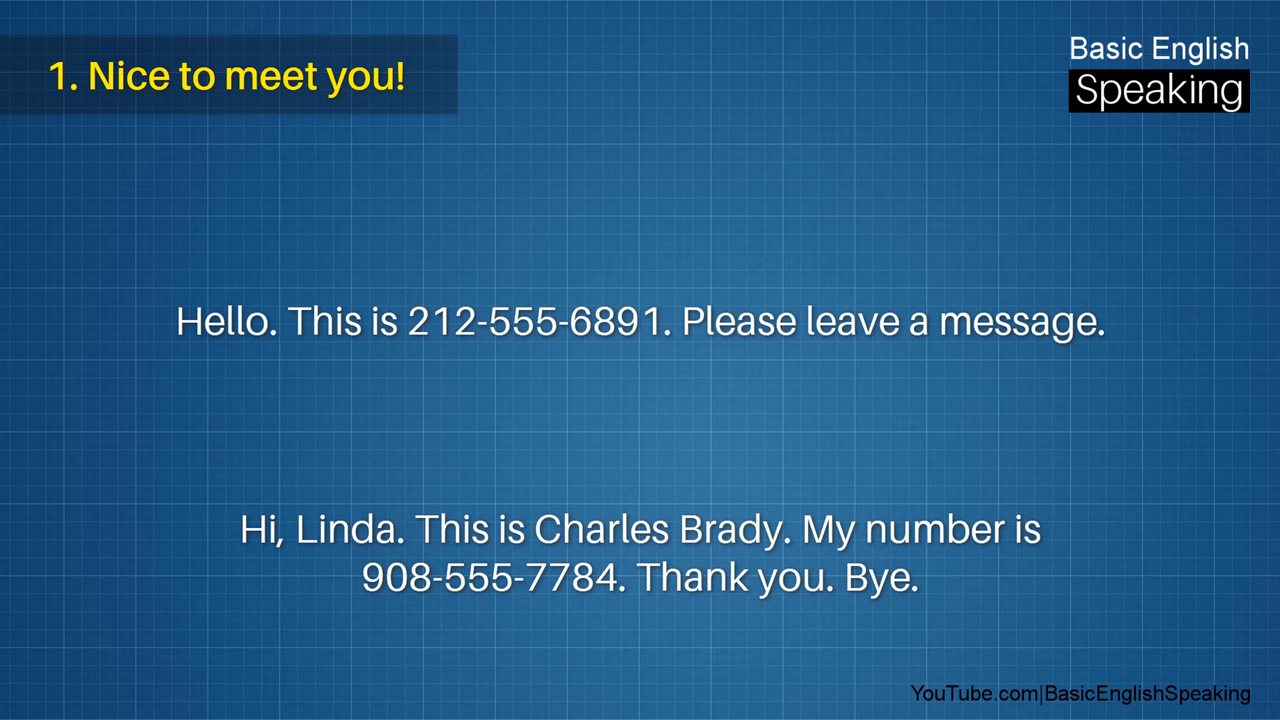 1. Nice to meet you!
Basic English
Speaking
Hello. This is 212-555-6891. Please leave a message.
Hi, Linda. This is Charles Brady. My number is
908-555-7784. Thank you. Bye.
YouTube.com|BasicEnglishSpeaking